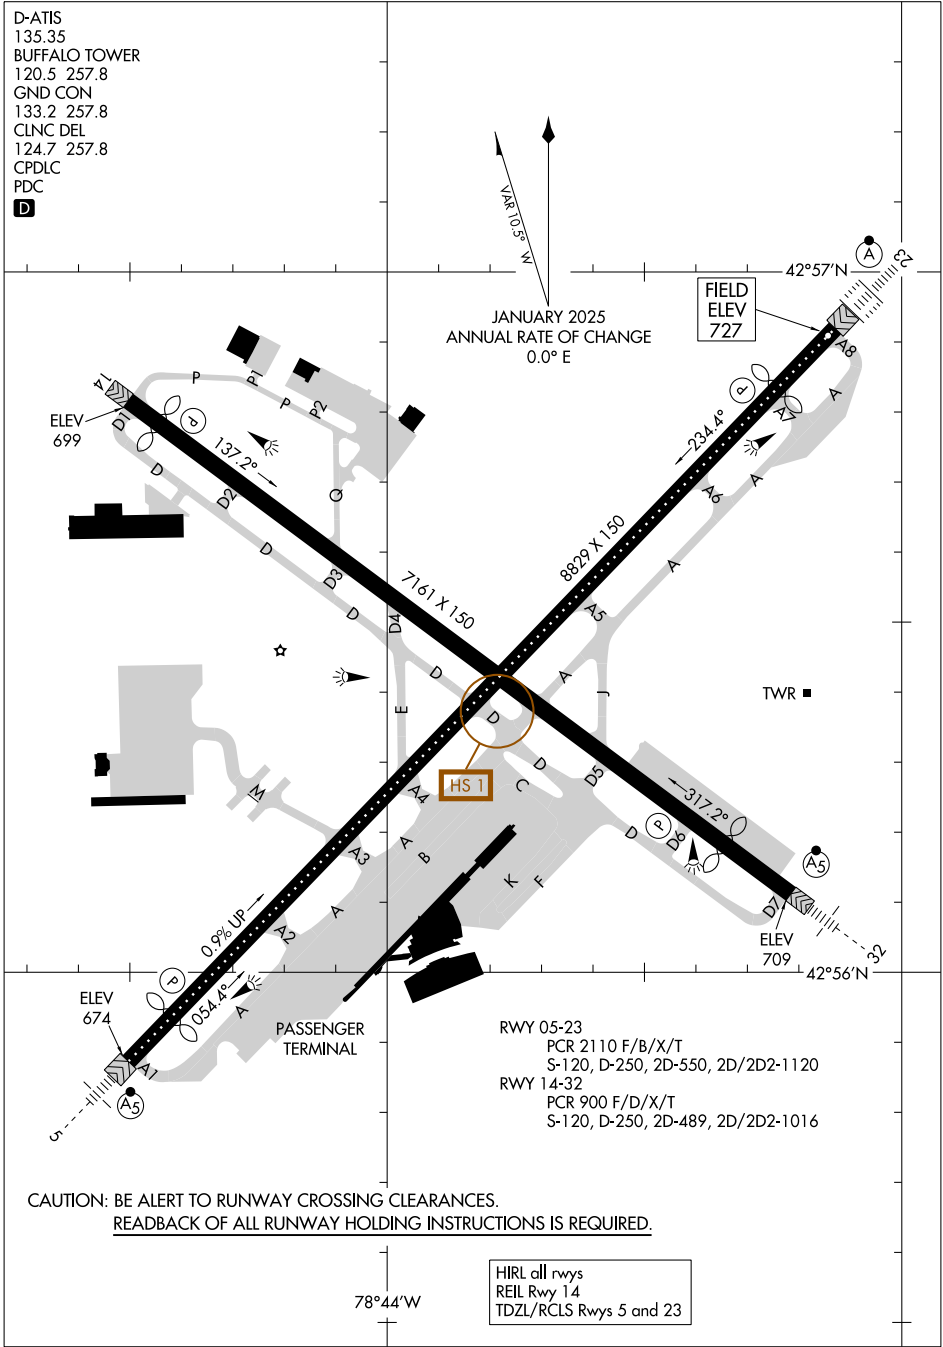 D-ATIS
135.35
BUFFALO TOWER
120.5 257.8
GND CON
133.2 257.8
CLNC DEL
124.7 257.8
CPDLC
PDC
D
VAR 10.5° W
JANUARY 2025
ANNUAL RATE OF CHANGE
0.0° E
A
23
42°57'N
FIELD
ELEV
727
A8
P
A7
A
234.4°
A6
A
8829 X 150
A
A5
A
J
14
ELEV
699
D1
P
P
P1
P
P2
137.2°
D
D2
Q
D
D3
D
7161 X 150
D4
D
E
D
HS 1
TWR
D
C
D5
317.2°
P
D
D6
A5
D7
ELEV
709
32
42°56'N
M
A4
A3
A
B
K
F
A
A2
0.9% UP
P
054.4°
A
ELEV
674
A1
A5
5
PASSENGER
TERMINAL
RWY 05-23
PCR 2110 F/B/X/T
S-120, D-250, 2D-550, 2D/2D2-1120
RWY 14-32
PCR 900 F/D/X/T
S-120, D-250, 2D-489, 2D/2D2-1016
CAUTION: BE ALERT TO RUNWAY CROSSING CLEARANCES.
READBACK OF ALL RUNWAY HOLDING INSTRUCTIONS IS REQUIRED.
78°44'W
HIRL all rwys
REIL Rwy 14
TDZL/RCLS Rwys 5 and 23